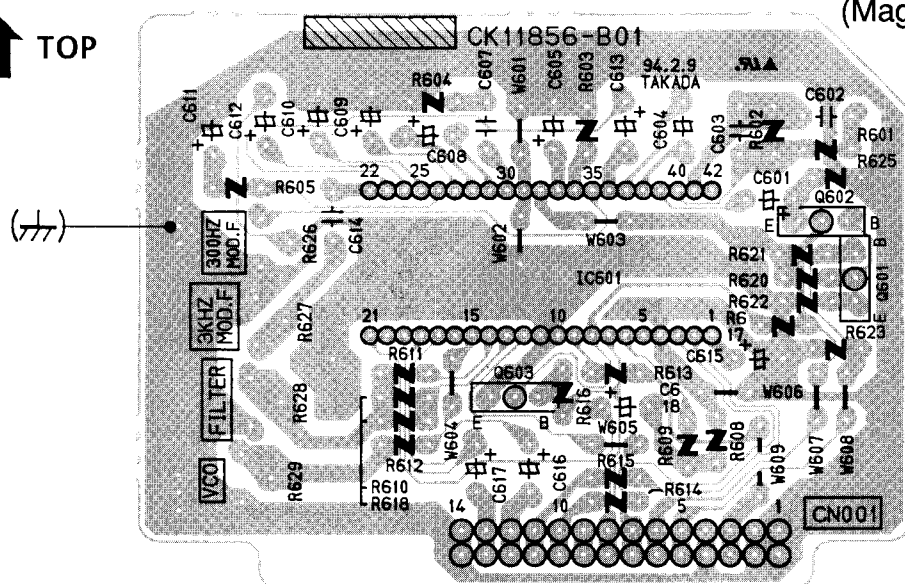 (Mag
TOP
CK11856-B01
94.2.9
TAKADA
C611
C612
C610
C609
R604
C607
W601
C605
R603
C613
C604
C603
R602
C602
R601
R625
C608
22
25
30
35
40
42
R605
C601
Q602
E
B
300HZ
MOD.F
R626
C614
W602
W603
R621
B
IC601
R620
Q601
3KHZ
MOD.F
R627
R622
R6
17
E
21
15
10
5
1
R623
R611
Q603
R613
C615
FILTER
R628
R616
C6
18
W606
W604
E
B
W605
R609
R608
W609
W607
W608
VCO
R629
R612
R610
R618
C617
C616
R615
R614
14
10
5
1
CN001